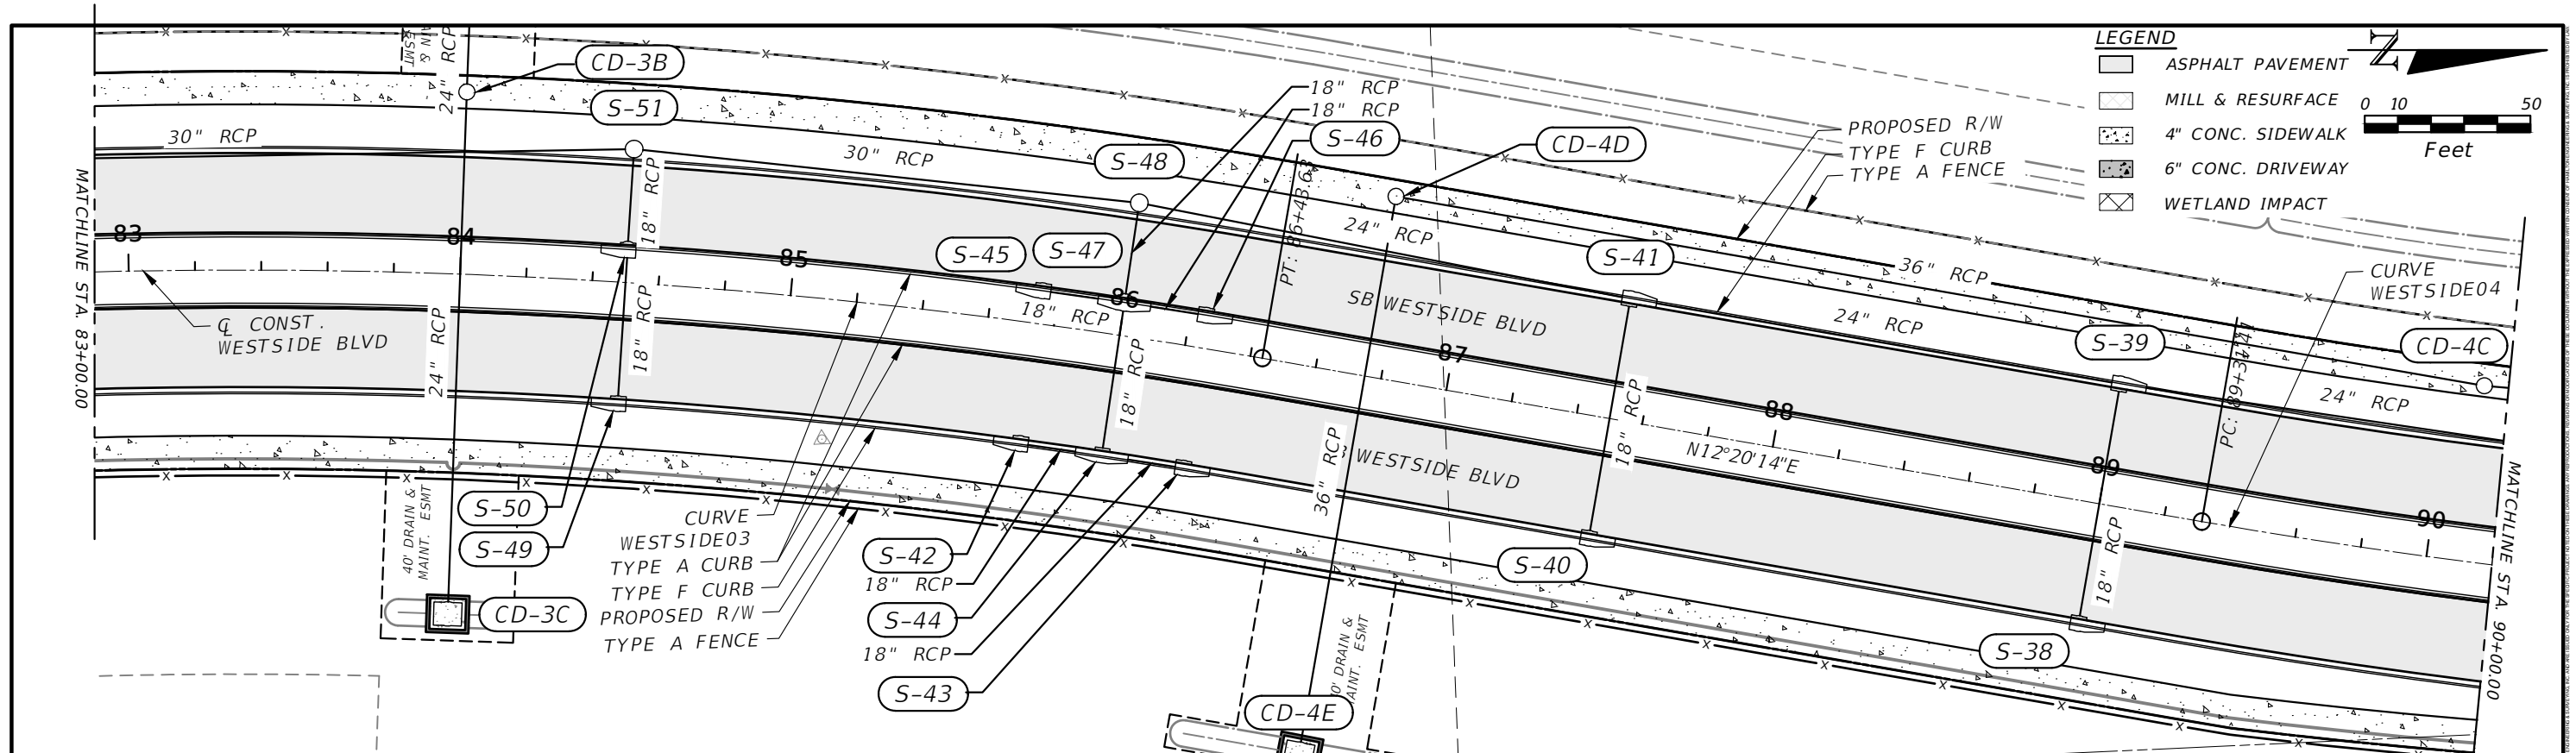 LEGEND
ASPHALT PAVEMENT
MILL & RESURFACE
4" CONC. SIDEWALK
6" CONC. DRIVEWAY
WETLAND IMPACT
N
0 10 50
Feet
MATCHLINE STA. 83+00.00
24" RCP
CD-3B
S-51
30" RCP
30" RCP
18" RCP
18" RCP
S-46
S-48
CD-4D
PROPOSED R/W
TYPE F CURB
TYPE A FENCE
83
84
85
86
87
88
89
90
18" RCP
S-45
S-47
24" RCP
S-41
36" RCP
CURVE
WESTSIDE04
24" RCP
S-39
CD-4C
24" RCP
PC: 89+31.41
SB WESTSIDE BLVD
18" RCP
℄ CONST.
WESTSIDE BLVD
24" RCP
18" RCP
18" RCP
36" RCP
WESTSIDE BLVD
18" RCP
N12°20'14"E
18" RCP
MATCHLINE STA. 90+00.00
40' DRAIN &
MAINT. ESMT
S-50
S-49
CD-3C
CURVE
WESTSIDE03
TYPE A CURB
TYPE F CURB
PROPOSED R/W
TYPE A FENCE
S-42
18" RCP
S-44
18" RCP
S-43
S-40
S-38
DRAIN &
ESMT
CD-4E